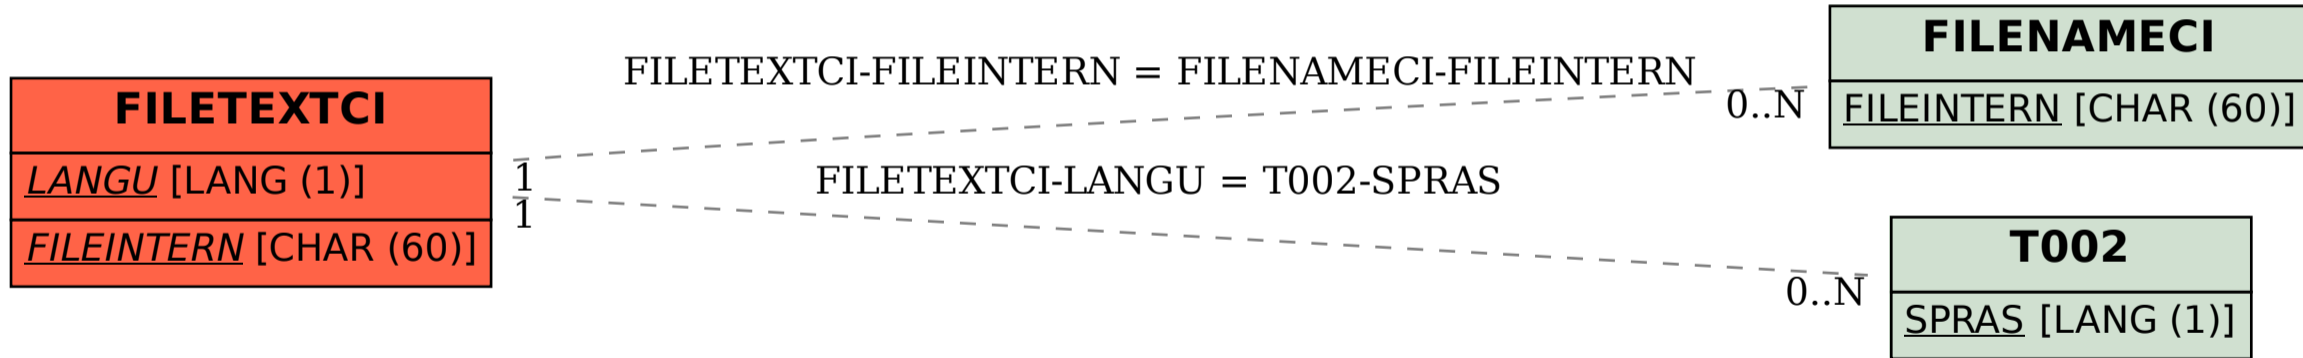 FILETEXTCI
LANGU [LANG (1)]
FILEINTERN [CHAR (60)]
FILETEXTCI-FILEINTERN = FILENAMECI-FILEINTERN
1
0..N
FILETEXTCI-LANGU = T002-SPRAS
1
0..N
FILENAMECI
FILEINTERN [CHAR (60)]
T002
SPRAS [LANG (1)]